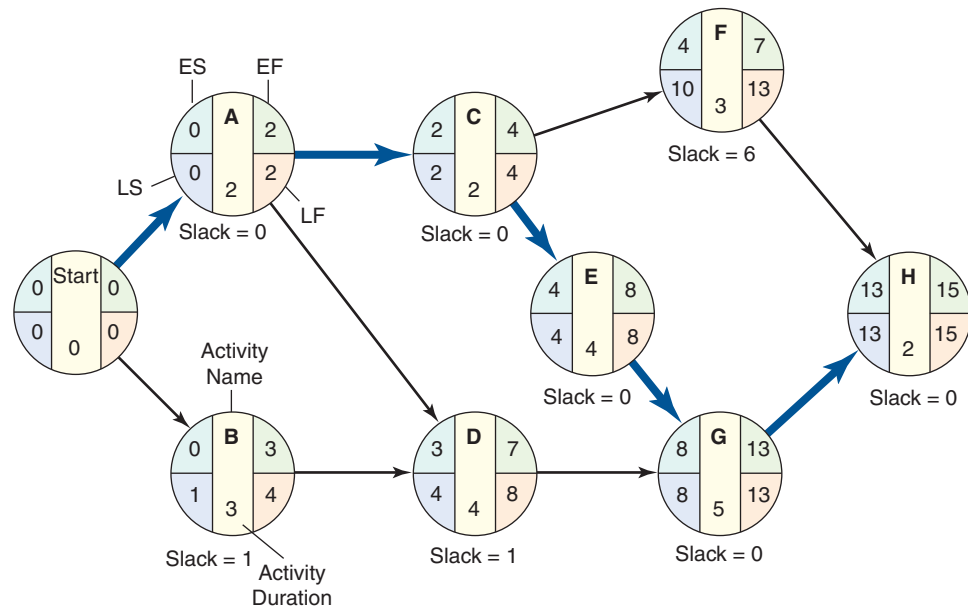 F
4
7
10
13
3
Slack = 6
ES
EF
A
0
2
0
2
2
LS
LF
Slack = 0
C
2
4
2
4
2
Slack = 0
Start
0
0
0
0
0
E
4
8
4
8
4
Slack = 0
H
13
15
13
15
2
Slack = 0
Activity
Name
B
0
3
1
4
3
Slack = 1
Activity
Duration
D
3
7
4
8
4
Slack = 1
G
8
13
8
13
5
Slack = 0